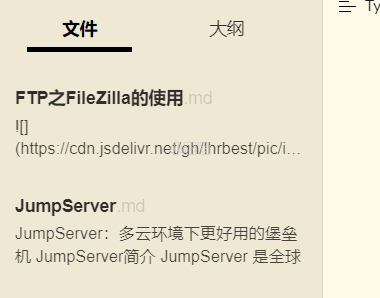 文件
大纲
Ty
FTP之FileZilla的使用.md
![]
(https://cdn.jsdelivr.net/gh/lhrbest/pic/i...
JumpServer.md
JumpServer：多云环境下更好用的堡垒
机 JumpServer简介 JumpServer 是全球